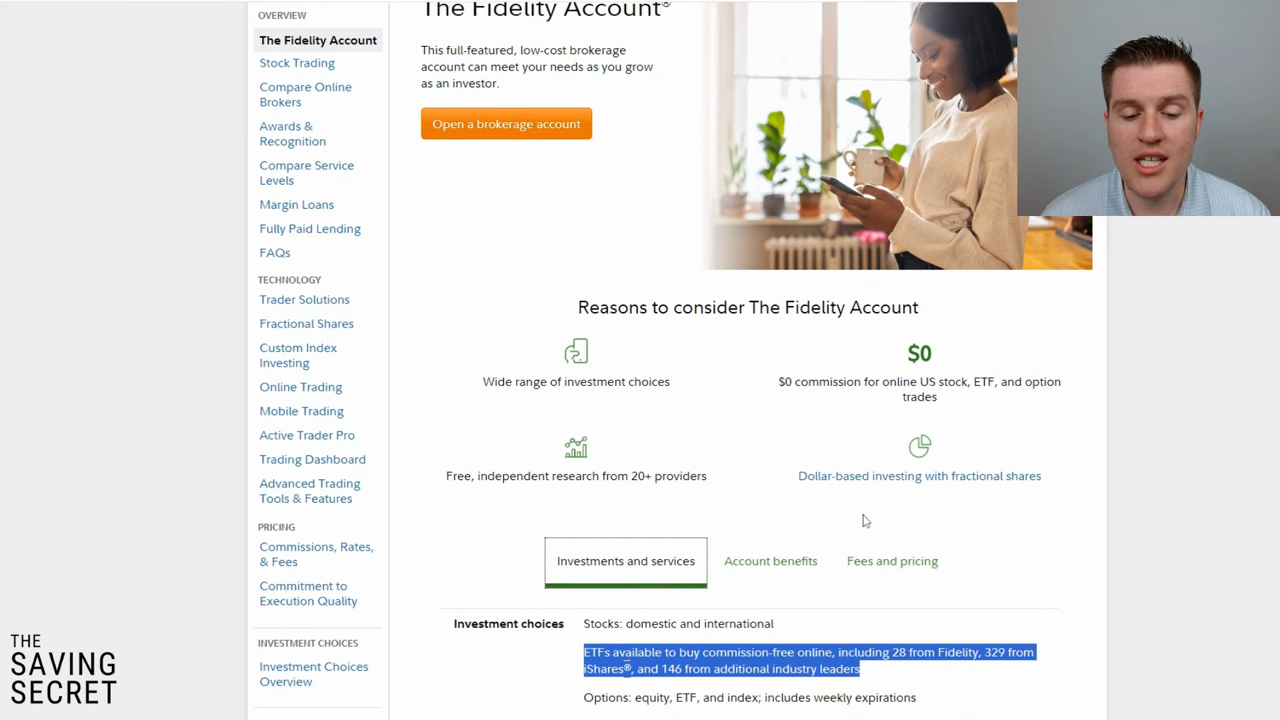 OVERVIEW
The Fidelity Account
Stock Trading
Compare Online
Brokers
Awards &
Recognition
Compare Service
Levels
Margin Loans
Fully Paid Lending
FAQs
TECHNOLOGY
Trader Solutions
Fractional Shares
Custom Index
Investing
Online Trading
Mobile Trading
Active Trader Pro
Trading Dashboard
Advanced Trading
Tools & Features
PRICING
Commissions, Rates,
& Fees
Commitment to
Execution Quality
INVESTMENT CHOICES
Investment Choices
Overview
The Fidelity Account®
This full-featured, low-cost brokerage
account can meet your needs as you grow
as an investor.
Open a brokerage account
Reasons to consider The Fidelity Account
Wide range of investment choices
$0
$0 commission for online US stock, ETF, and option
trades
Free, independent research from 20+ providers
Dollar-based investing with fractional shares
Investments and services
Account benefits
Fees and pricing
Investment choices
Stocks: domestic and international
ETFs available to buy commission-free online, including 28 from Fidelity, 329 from
iShares®, and 146 from additional industry leaders
Options: equity, ETF, and index; includes weekly expirations
THE
SAVING
SECRET